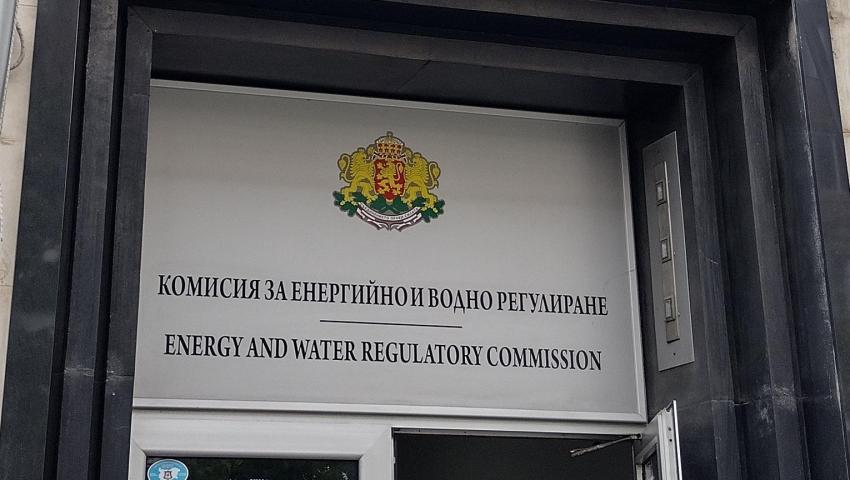 КОМИСИЯ ЗА ЕНЕРГИЙНО И ВОДНО РЕГУЛИРАНЕ
ENERGY AND WATER REGULATORY COMMISSION